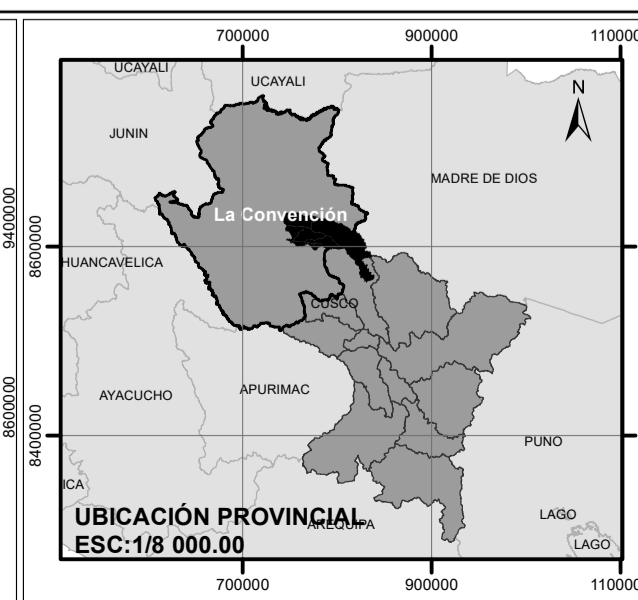 700000 900000 110000
UCAYALI
UCAYALI
N
JUNIN
MADRE DE DIOS
9400000
La Convención
8600000
HUANCAVELICA
CUSCO
AYACUCHO
APURIMAC
8600000
8400000
PUNO
ICA
UBICACIÓN PROVINCIAL
AREQUIPA
LAGO
ESC:1/8 000.00
LAGO
700000 900000 110000